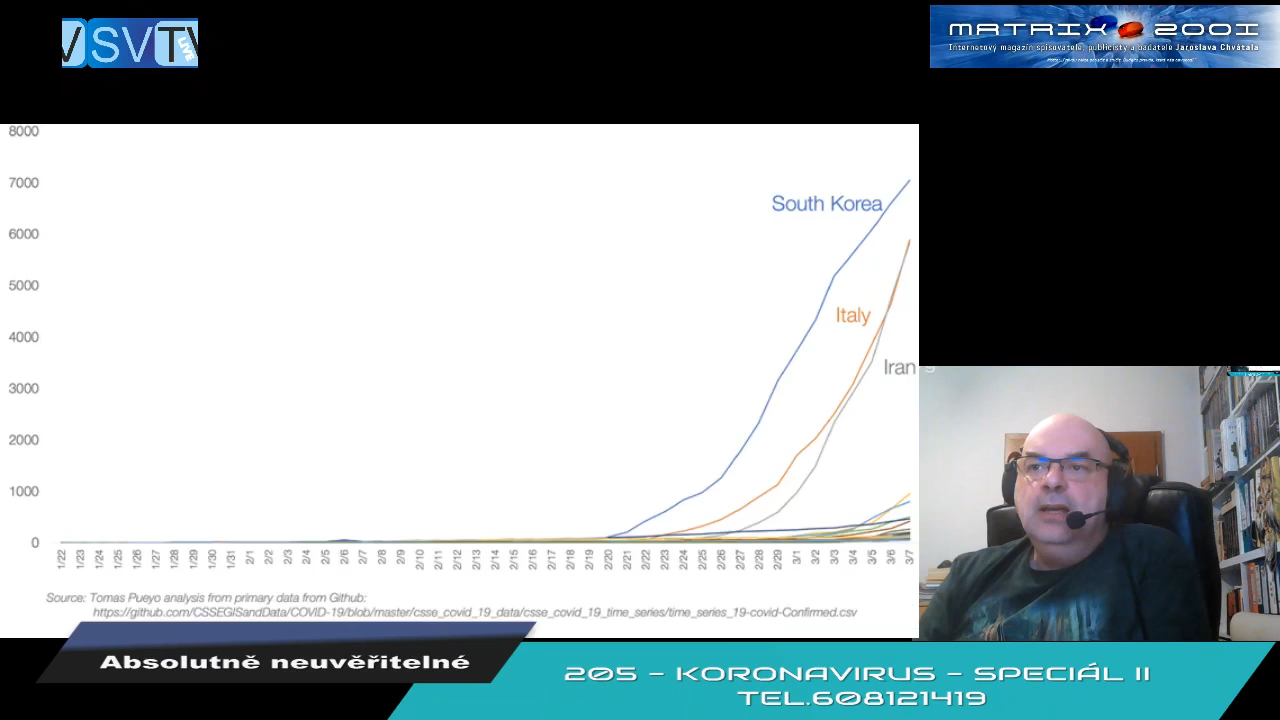 VSVTV
LIVE
MATRIX 2001
Internetový magazín spisovatele, publicisty a badatele Jaroslava Chvátala
8000
7000
6000
5000
4000
3000
2000
1000
0
South Korea
Italy
Iran
1/22 1/23 1/24 1/25 1/26 1/27 1/28 1/29 1/30 1/31 2/1 2/2 2/3 2/4 2/5 2/6 2/7 2/8 2/9 2/10 2/11 2/12 2/13 2/14 2/15 2/16 2/17 2/18 2/19 2/20 2/21 2/22 2/23 2/24 2/25 2/26 2/27 2/28 2/29 3/1 3/2 3/3 3/4 3/5 3/6 3/7
Source: Tomas Pueyo analysis from primary data from Github:
https://github.com/CSSEGISandData/COVID-19/blob/master/csse_covid_19_data/csse_covid_19_time_series/time_series_19-covid-Confirmed.csv
Absolutně neuvěřitelné
205 - KORONAVIRUS - SPECIÁL II
TEL.608121419